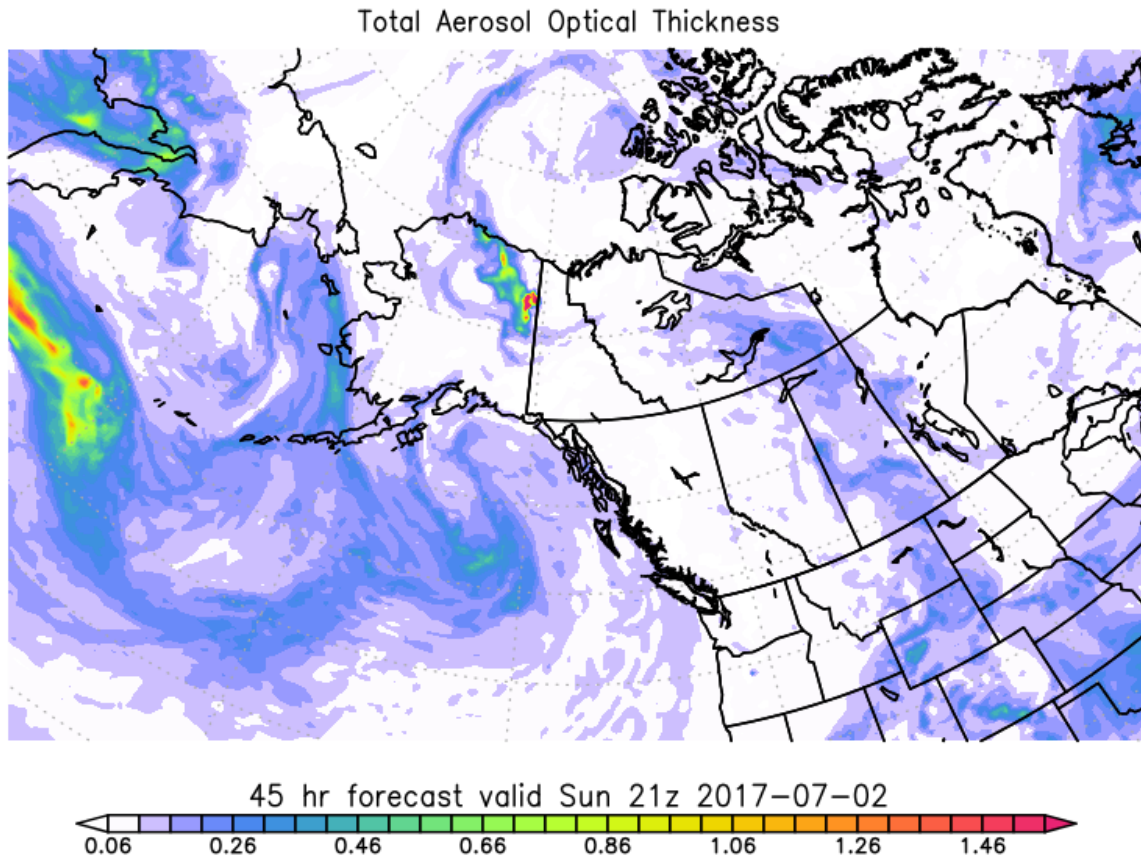 Total Aerosol Optical Thickness
45 hr forecast valid Sun 21z 2017-07-02
0.06 0.26 0.46 0.66 0.86 1.06 1.26 1.46